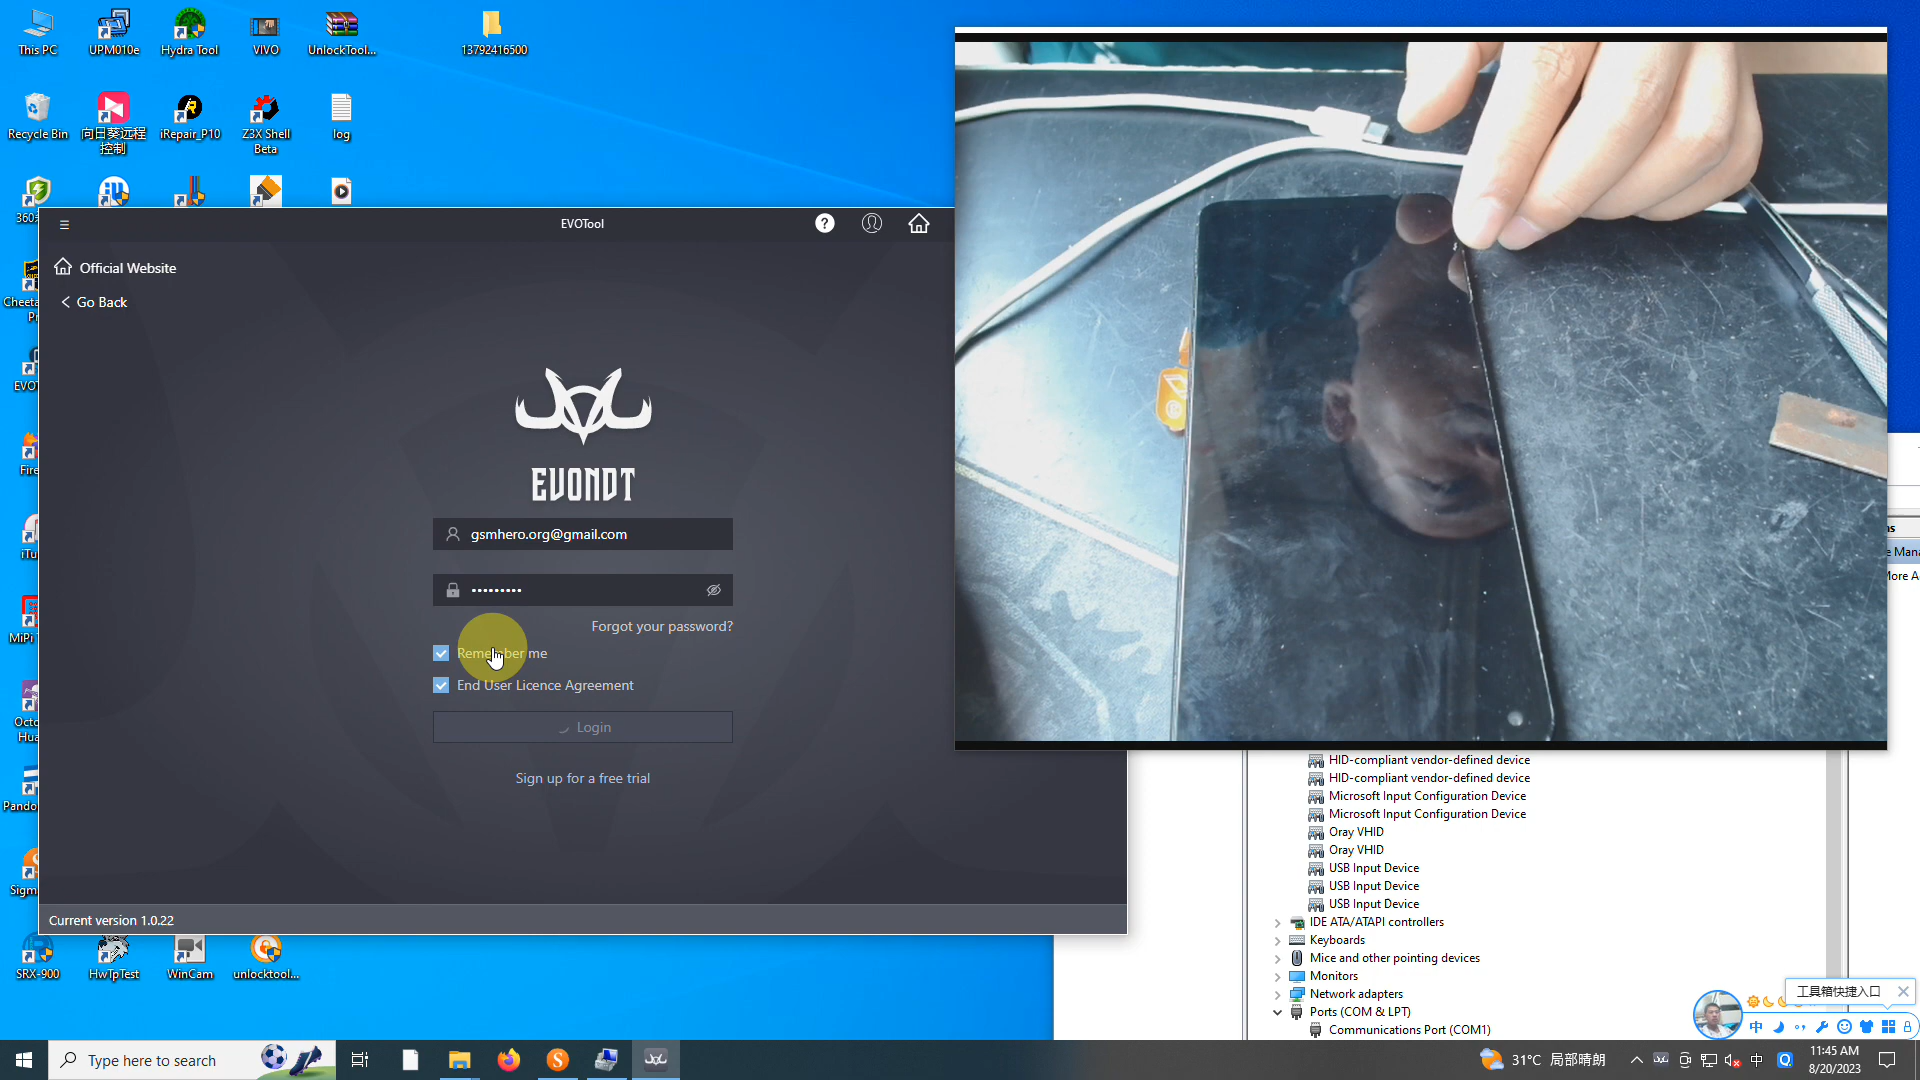 This PC
UPM010e
Hydra Tool
VIVO
UnlockTool...
13792416500
Recycle Bin
向日葵远程
控制
iRepair_P10
Z3X Shell
Beta
log
EVOTool
Official Website
Go Back
EVONDT
gsmhero.org@gmail.com
•••••••••
Forgot your password?
Remember me
End User Licence Agreement
Login
Sign up for a free trial
Current version 1.0.22
SRX-900
HwTpTest
WinCam
unlocktool...
HID-compliant vendor-defined device
HID-compliant vendor-defined device
Microsoft Input Configuration Device
Microsoft Input Configuration Device
Oray VHID
Oray VHID
USB Input Device
USB Input Device
USB Input Device
IDE ATA/ATAPI controllers
Keyboards
Mice and other pointing devices
Monitors
Network adapters
Ports (COM & LPT)
Communications Port (COM1)
工具箱快捷入口
中
Type here to search
31°C 局部晴朗
中
11:45 AM
8/20/2023